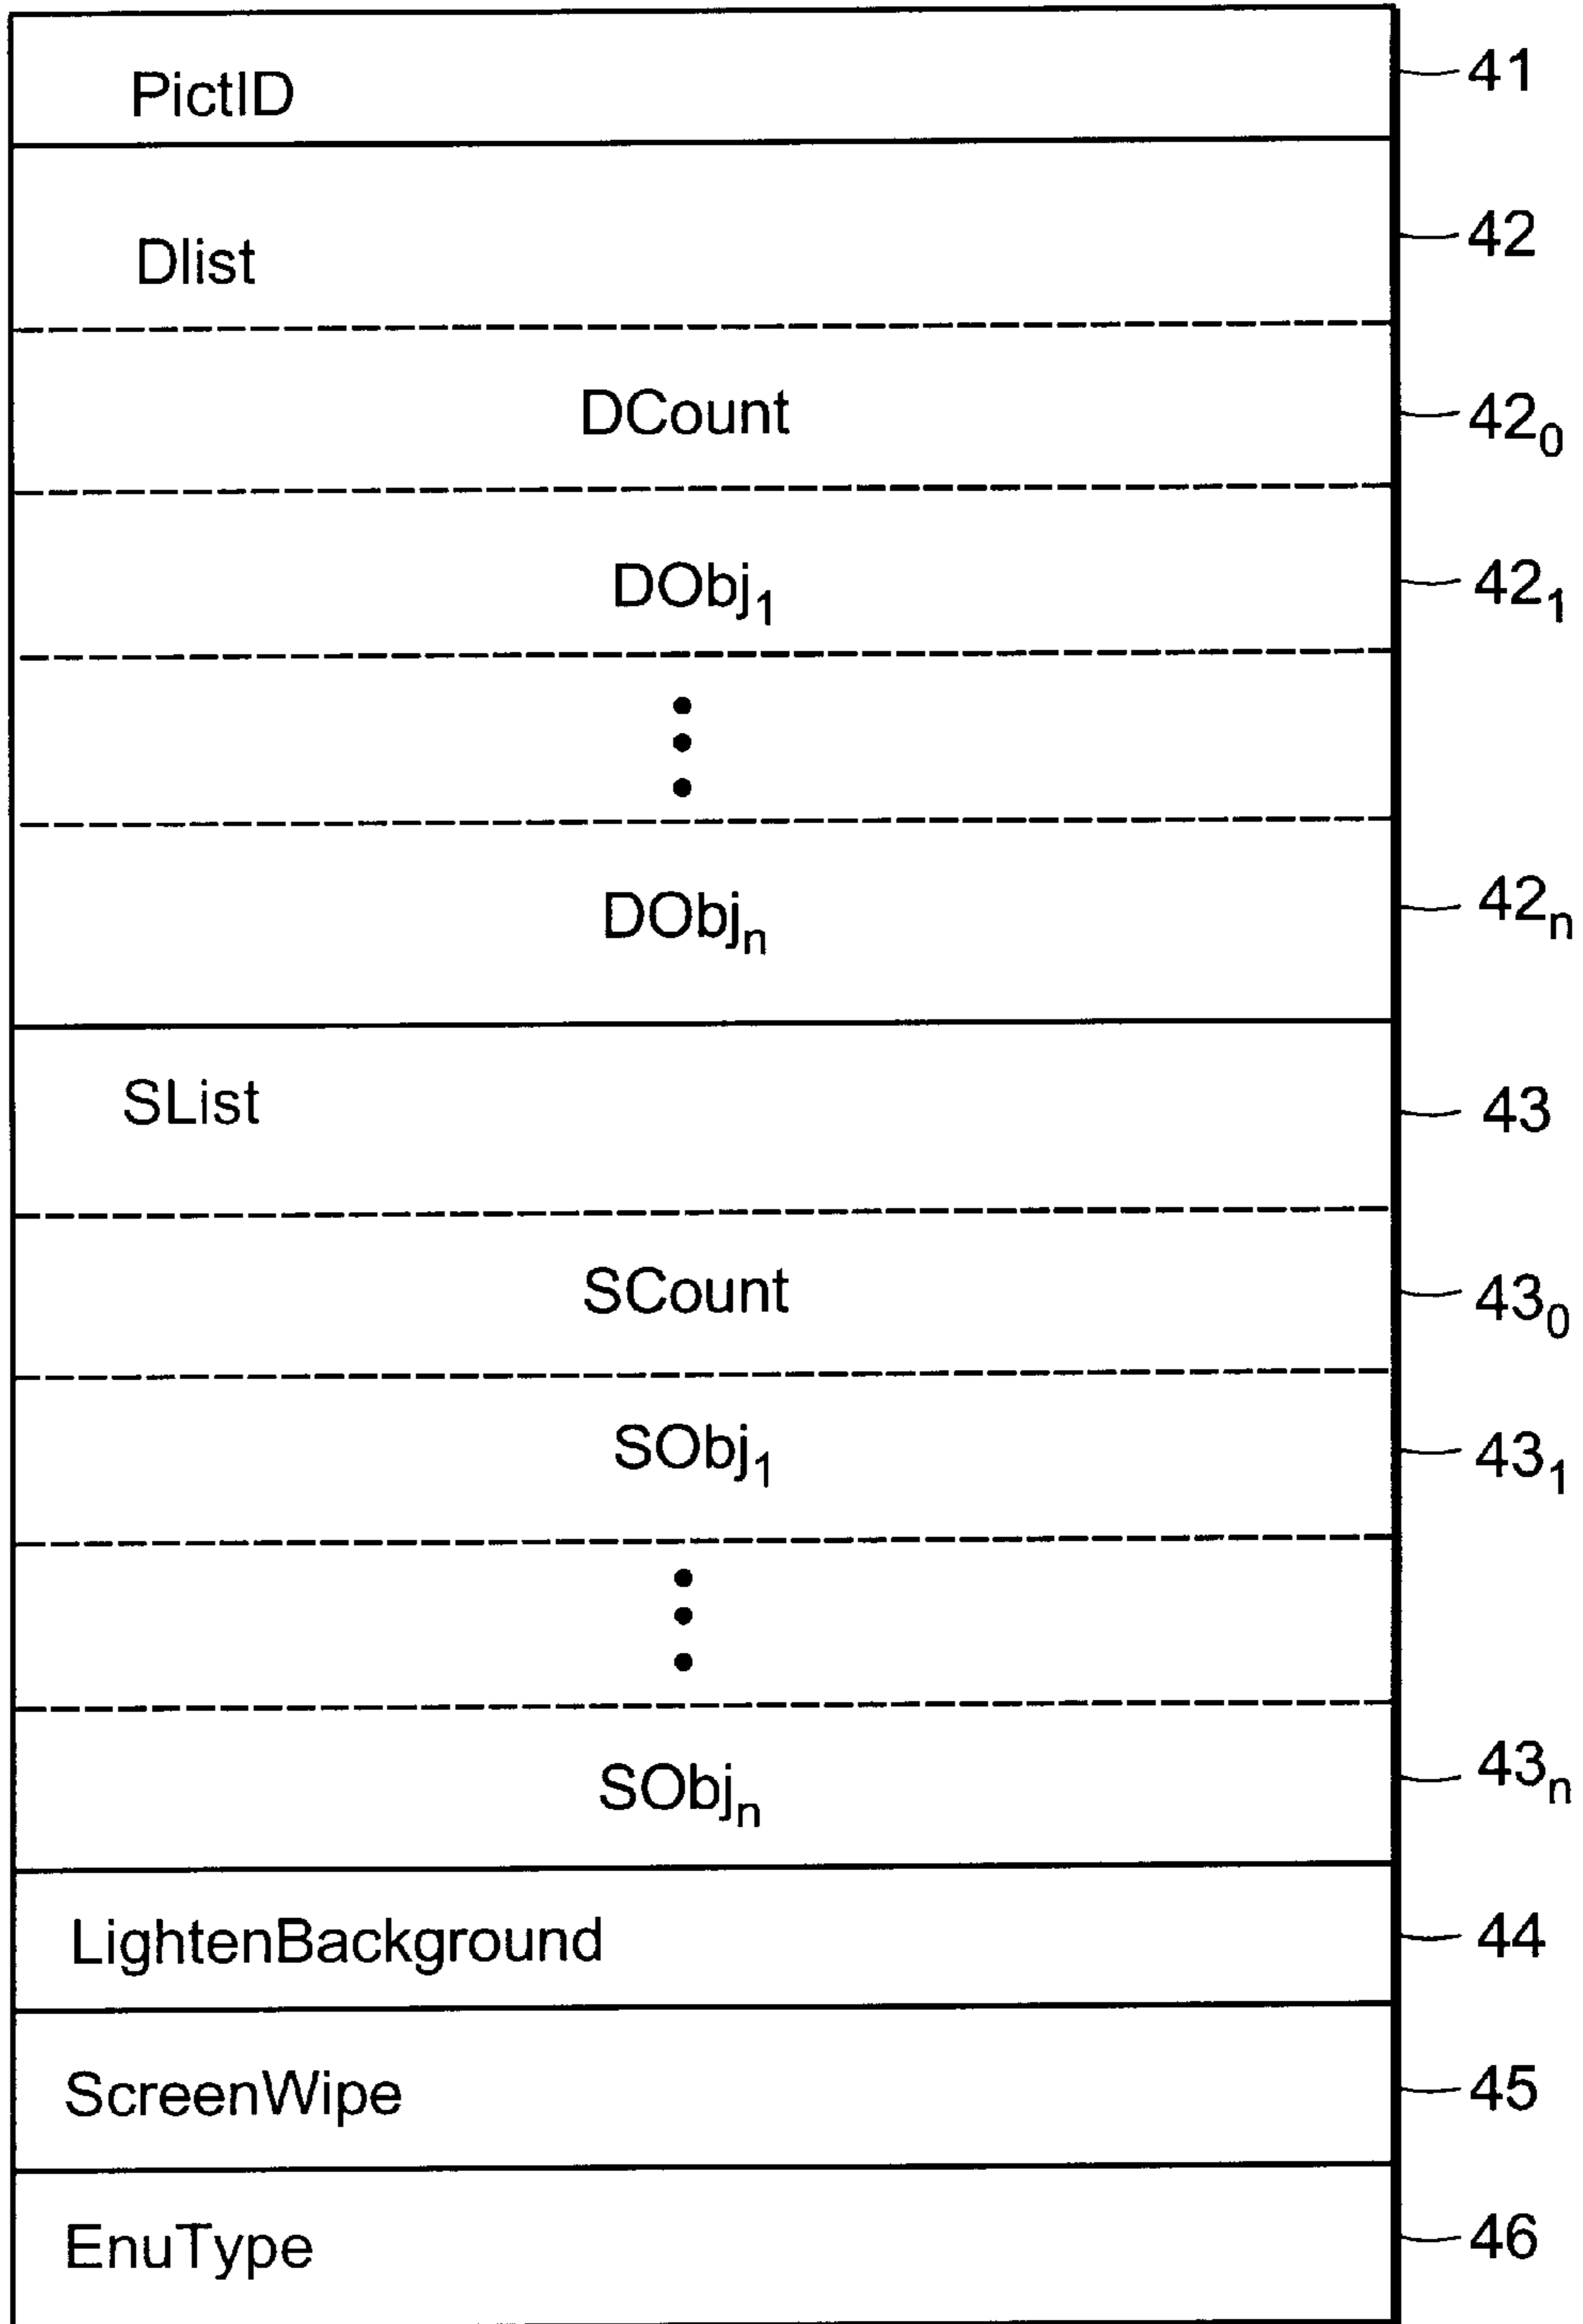 PictID 41
Dlist 42
DCount 42₀
DObj₁ 42₁
DObjₙ 42ₙ
SList 43
SCount 43₀
SObj₁ 43₁
SObjₙ 43ₙ
LightenBackground 44
ScreenWipe 45
EnuType 46